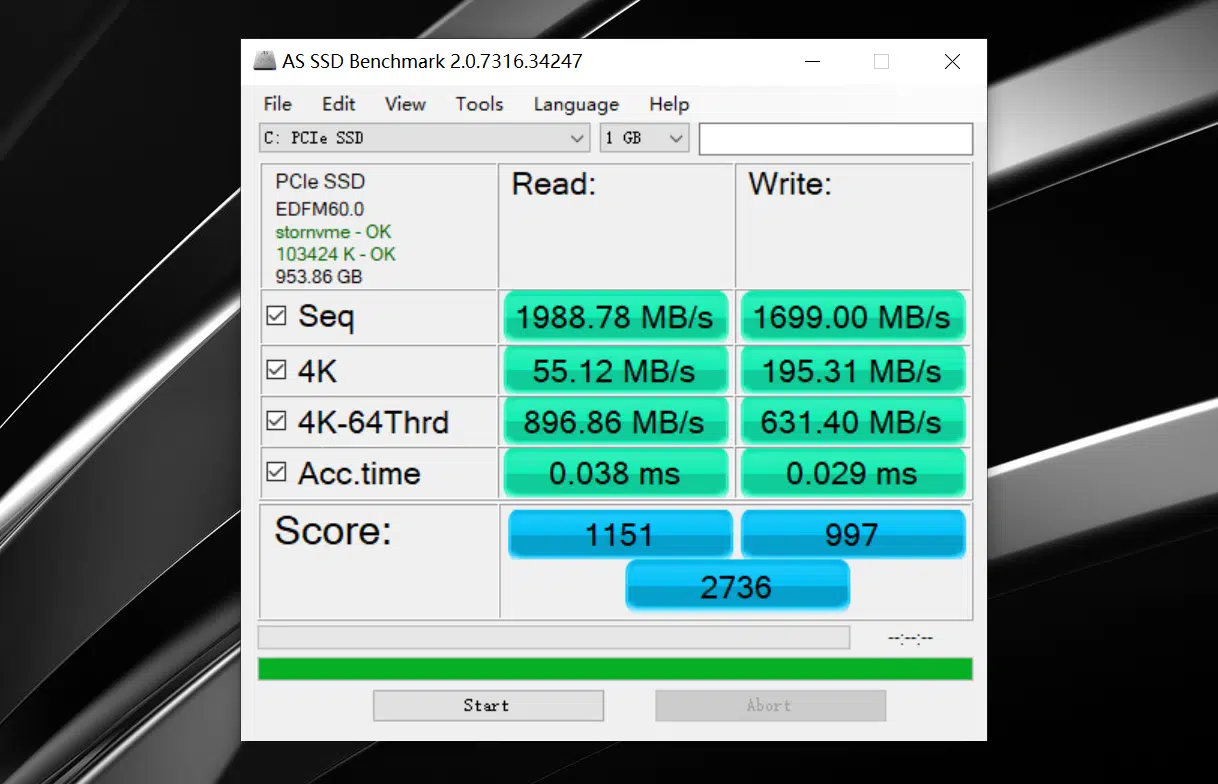 AS SSD Benchmark 2.0.7316.34247
File Edit View Tools Language Help
C: PCIe SSD 1 GB
PCIe SSD
EDFM60.0
stornvme - OK
103424 K - OK
953.86 GB
Read: Write:
Seq 1988.78 MB/s 1699.00 MB/s
4K 55.12 MB/s 195.31 MB/s
4K-64Thrd 896.86 MB/s 631.40 MB/s
Acc.time 0.038 ms 0.029 ms
Score: 1151 997
2736
--:--:--
Start Abort